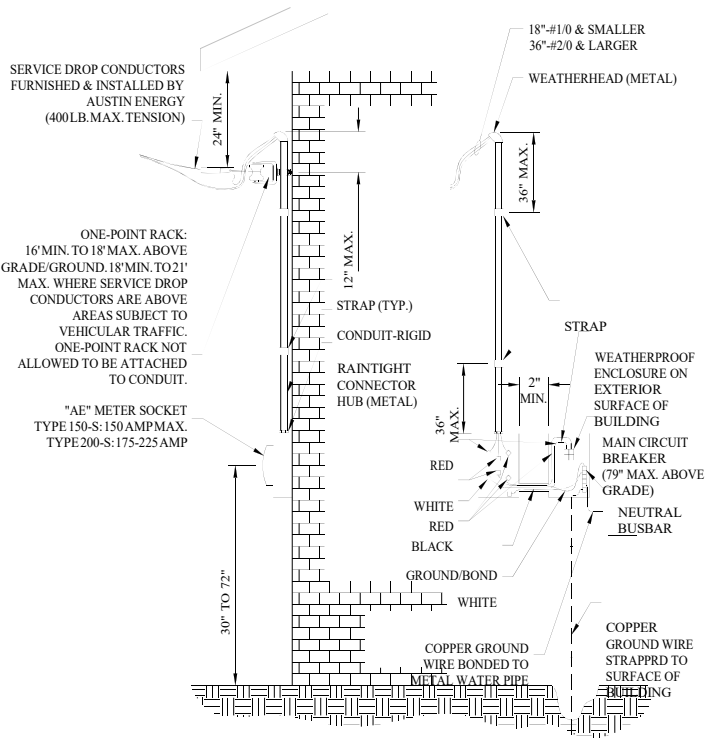 SERVICE DROP CONDUCTORS
FURNISHED & INSTALLED BY
AUSTIN ENERGY
(400 LB. MAX. TENSION)
24" MIN.
18"-#1/0 & SMALLER
36"-#2/0 & LARGER
WEATHERHEAD (METAL)
36" MAX.
12" MAX.
ONE-POINT RACK:
16' MIN. TO 18' MAX. ABOVE
GRADE/GROUND. 18' MIN. TO 21'
MAX. WHERE SERVICE DROP
CONDUCTORS ARE ABOVE
AREAS SUBJECT TO
VEHICULAR TRAFFIC.
ONE-POINT RACK NOT
ALLOWED TO BE ATTACHED
TO CONDUIT.
STRAP (TYP.)
CONDUIT-RIGID
RAINTIGHT
CONNECTOR
HUB (METAL)
"AE" METER SOCKET
TYPE 150-S: 150 AMP MAX.
TYPE 200-S: 175-225 AMP
30" TO 72"
STRAP
2"
MIN.
36"
MAX.
WEATHERPROOF
ENCLOSURE ON
EXTERIOR
SURFACE OF
BUILDING
MAIN CIRCUIT
BREAKER
(79" MAX. ABOVE
GRADE)
NEUTRAL
BUSBAR
RED
WHITE
RED
BLACK
GROUND/BOND
WHITE
COPPER GROUND
WIRE BONDED TO
METAL WATER PIPE
COPPER
GROUND WIRE
STRAPRD TO
SURFACE OF
BUILDING